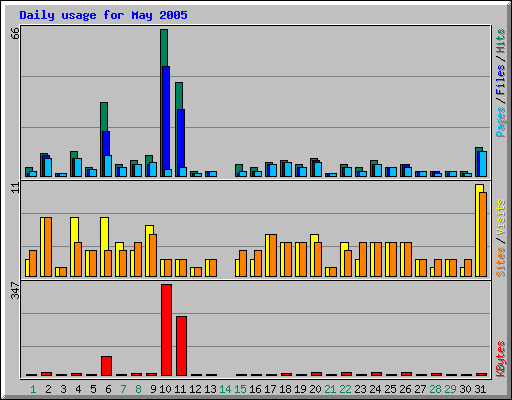 Daily usage for May 2005
66
Pages / Files / Hits
11
Sites / Visits
347
KBytes
1 2 3 4 5 6 7 8 9 10 11 12 13 14 15 16 17 18 19 20 21 22 23 24 25 26 27 28 29 30 31